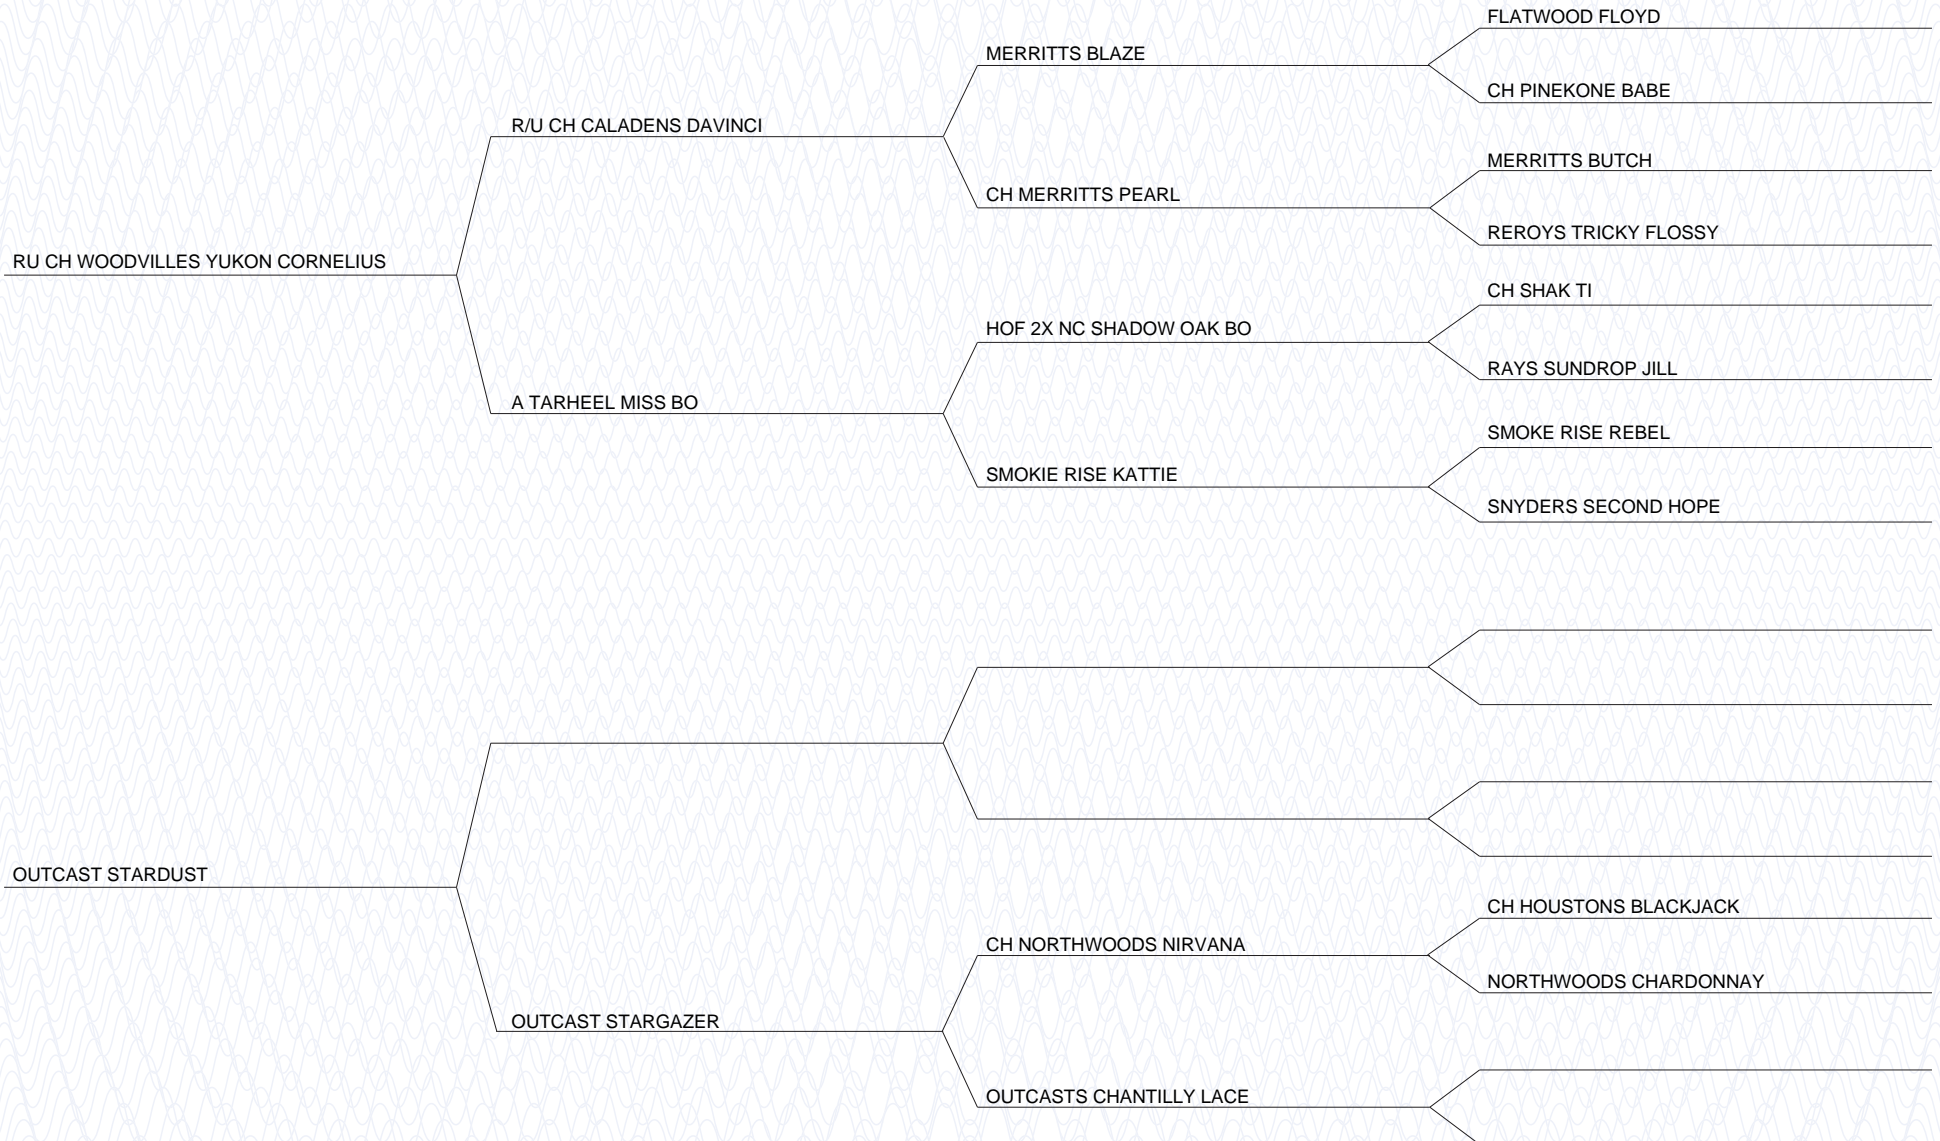 FLATWOOD FLOYD
MERRITTS BLAZE
CH PINEKONE BABE
R/U CH CALADENS DAVINCI
MERRITTS BUTCH
CH MERRITTS PEARL
REROYS TRICKY FLOSSY
RU CH WOODVILLES YUKON CORNELIUS
CH SHAK TI
HOF 2X NC SHADOW OAK BO
RAYS SUNDROP JILL
A TARHEEL MISS BO
SMOKE RISE REBEL
SMOKIE RISE KATTIE
SNYDERS SECOND HOPE
OUTCAST STARDUST
CH HOUSTONS BLACKJACK
CH NORTHWOODS NIRVANA
NORTHWOODS CHARDONNAY
OUTCAST STARGAZER
OUTCASTS CHANTILLY LACE